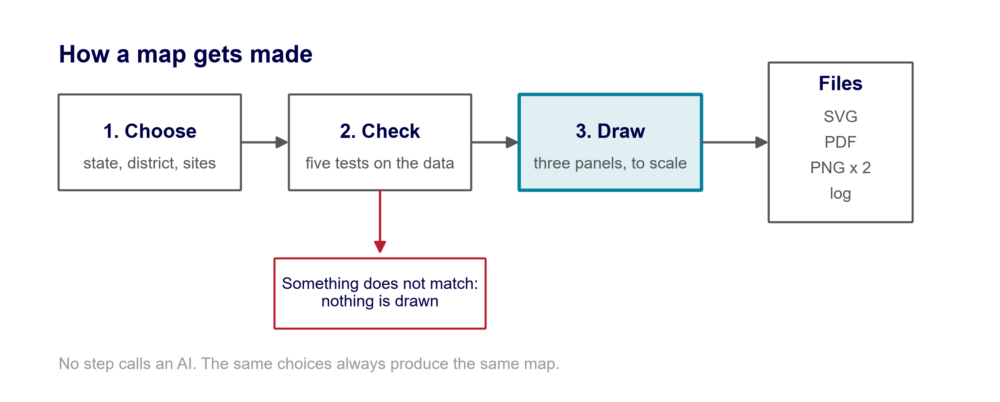 How a map gets made
1. Choose
state, district, sites
2. Check
five tests on the data
3. Draw
three panels, to scale
Files
SVG
PDF
PNG x 2
log
Something does not match:
nothing is drawn
No step calls an AI. The same choices always produce the same map.